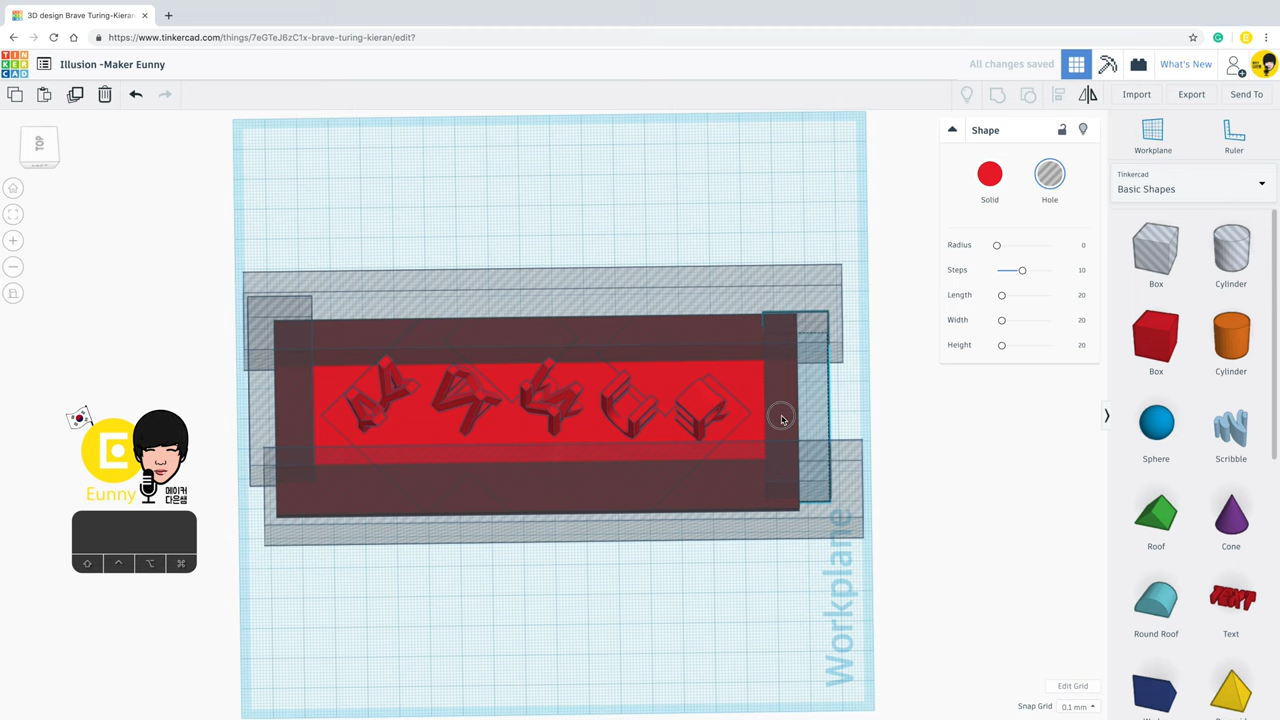 3D design Brave Turing-Kieran
https://www.tinkercad.com/things/7eGTeJ6zC1x-brave-turing-kieran/edit?
TIN
KER
CAD
Illusion -Maker Eunny
All changes saved
What's New
Import
Export
Send To
TOP
Shape
Solid
Hole
Radius
0
Steps
10
Length
20
Width
20
Height
20
Workplane
Ruler
Tinkercad
Basic Shapes
Box
Cylinder
Box
Cylinder
Sphere
Scribble
Roof
Cone
Round Roof
Text
TEXT
E
Eunny
메이커
다은쌤
Workplane
Edit Grid
Snap Grid
0.1 mm